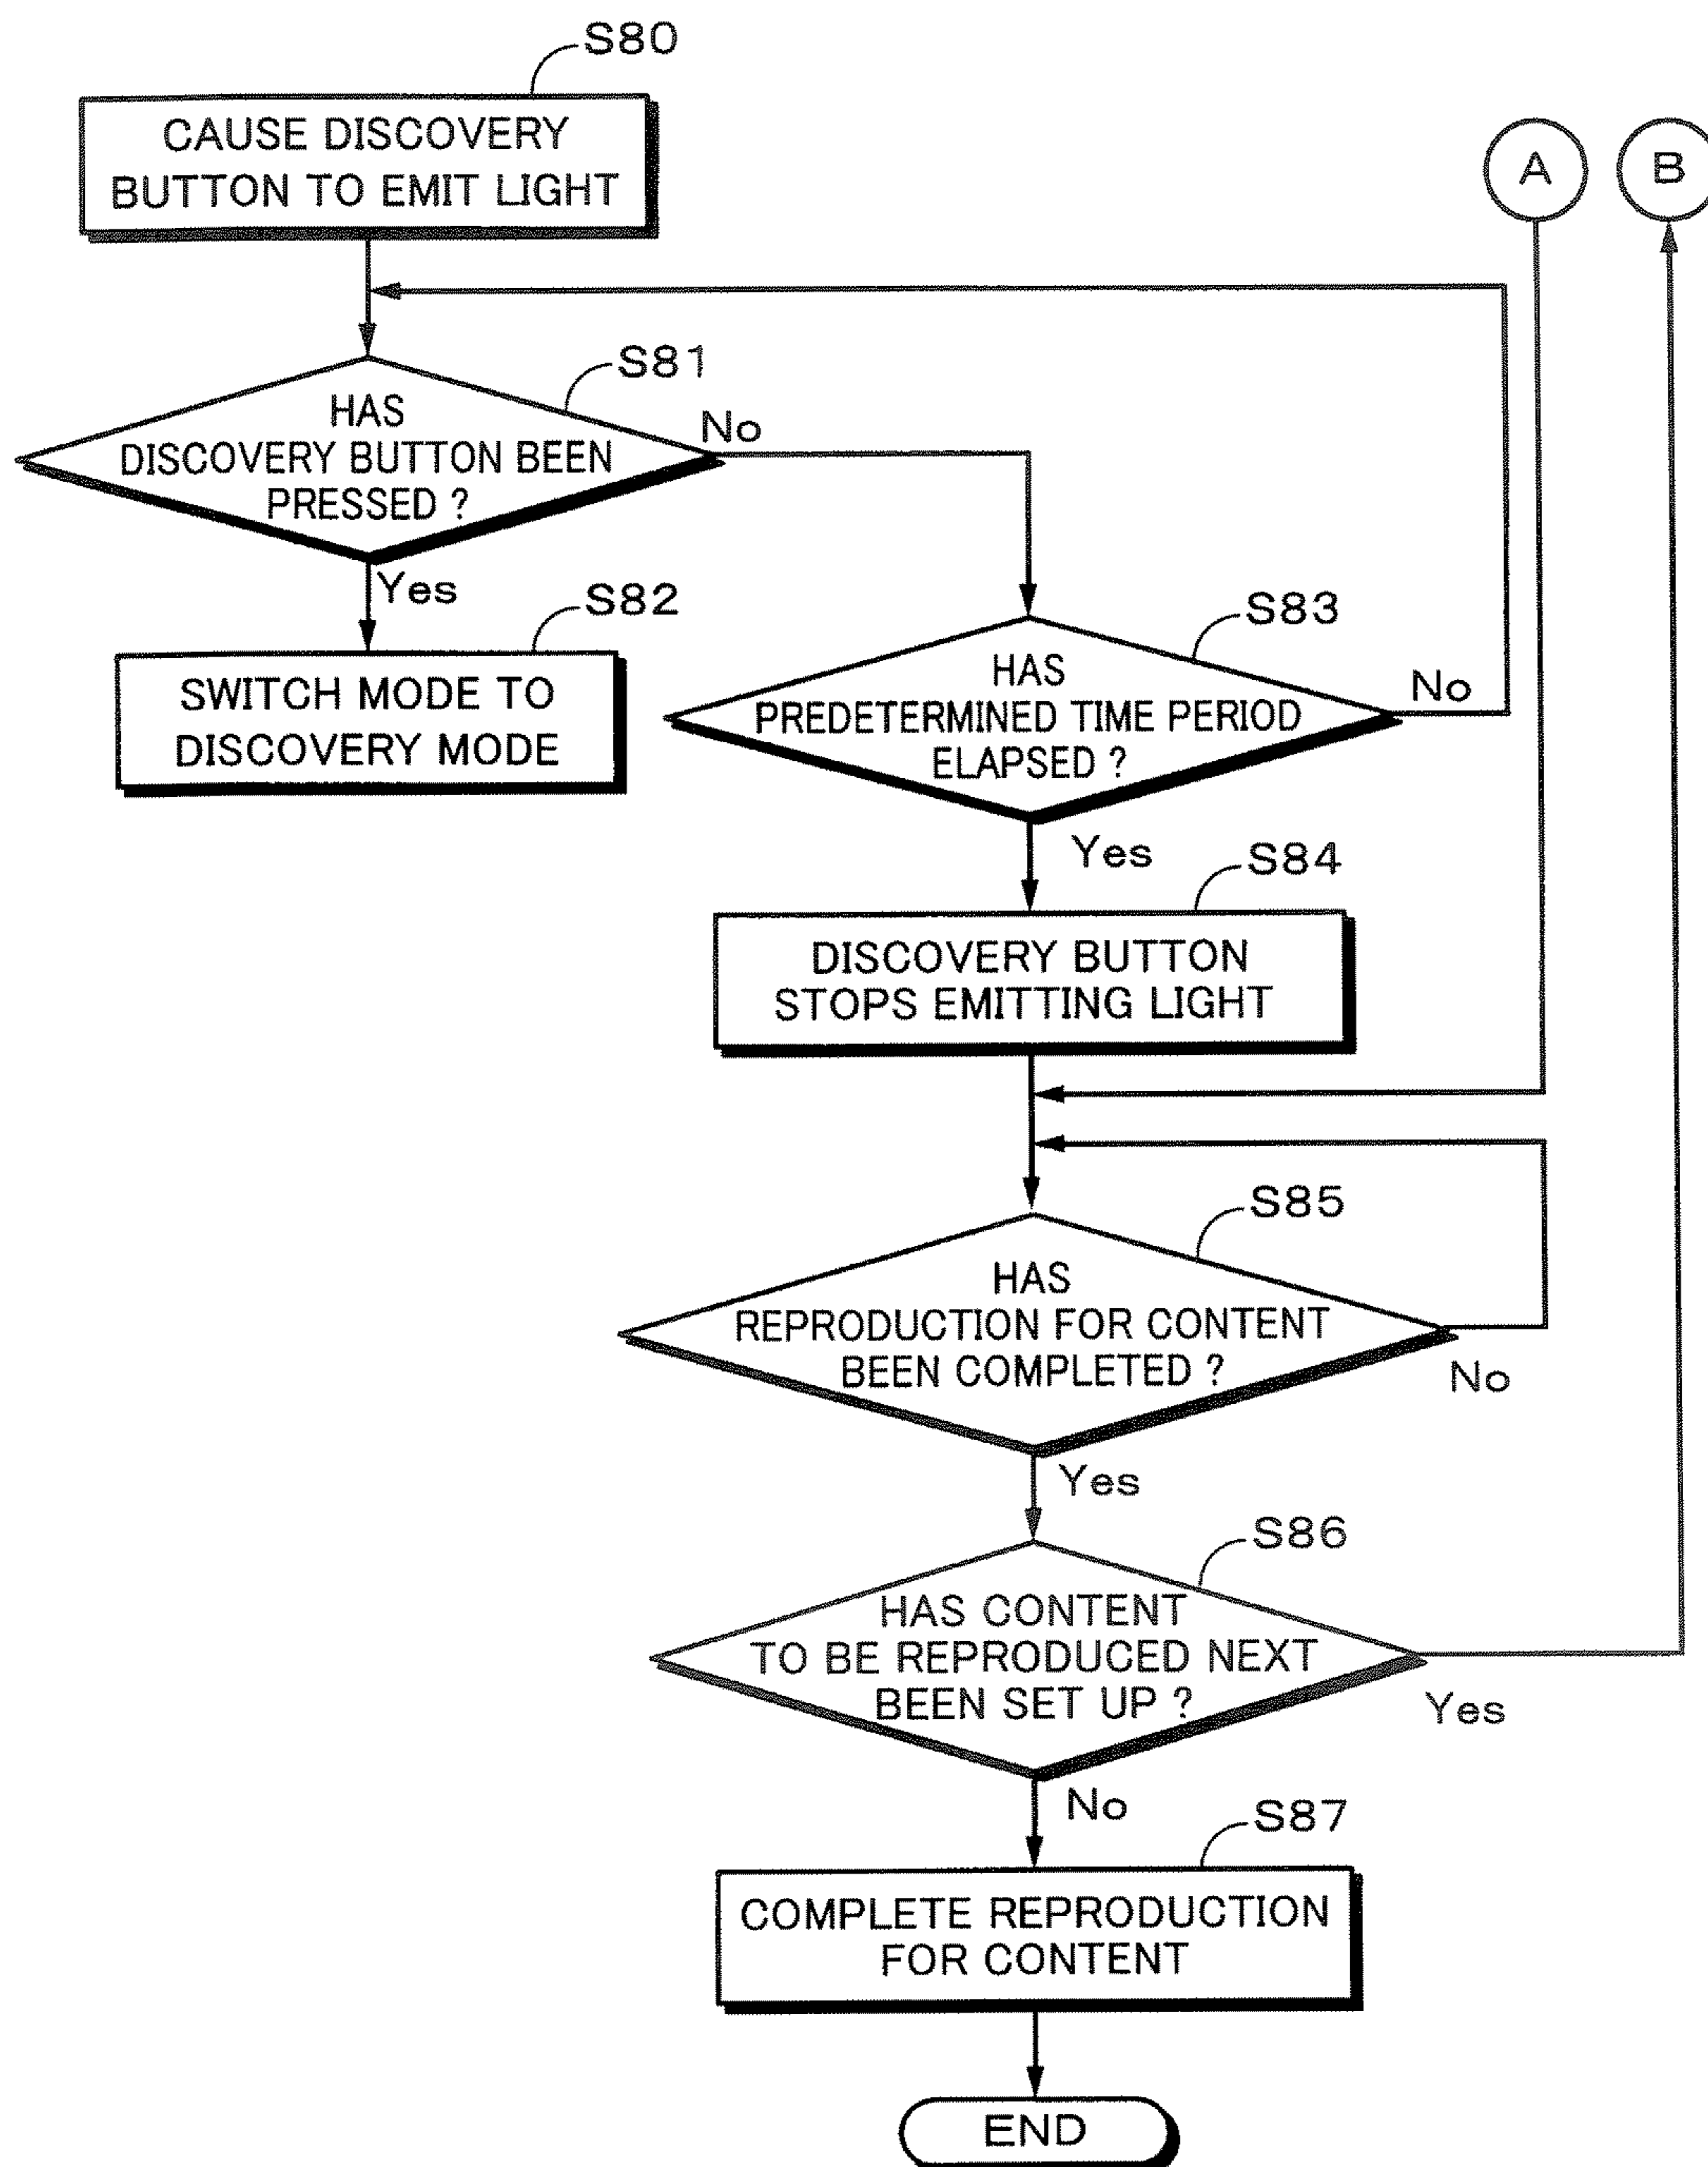 S80
CAUSE DISCOVERY
BUTTON TO EMIT LIGHT
A
B
S81
HAS
DISCOVERY BUTTON BEEN
PRESSED ?
No
Yes
S82
SWITCH MODE TO
DISCOVERY MODE
S83
HAS
PREDETERMINED TIME PERIOD
ELAPSED ?
No
Yes
S84
DISCOVERY BUTTON
STOPS EMITTING LIGHT
S85
HAS
REPRODUCTION FOR CONTENT
BEEN COMPLETED ?
No
Yes
S86
HAS CONTENT
TO BE REPRODUCED NEXT
BEEN SET UP ?
Yes
No
S87
COMPLETE REPRODUCTION
FOR CONTENT
END